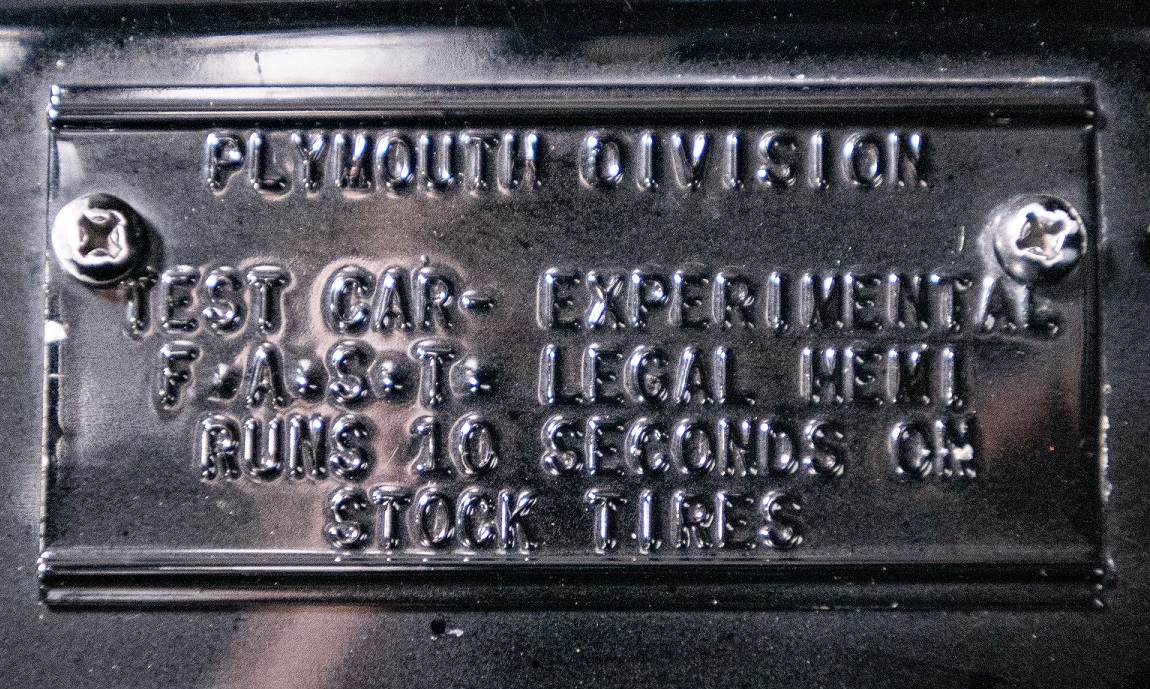 PLYMOUTH DIVISION
TEST CAR- EXPERIMENTAL
F.A.S.T. LEGAL HEMI
RUNS 10 SECONDS ON
STOCK TIRES